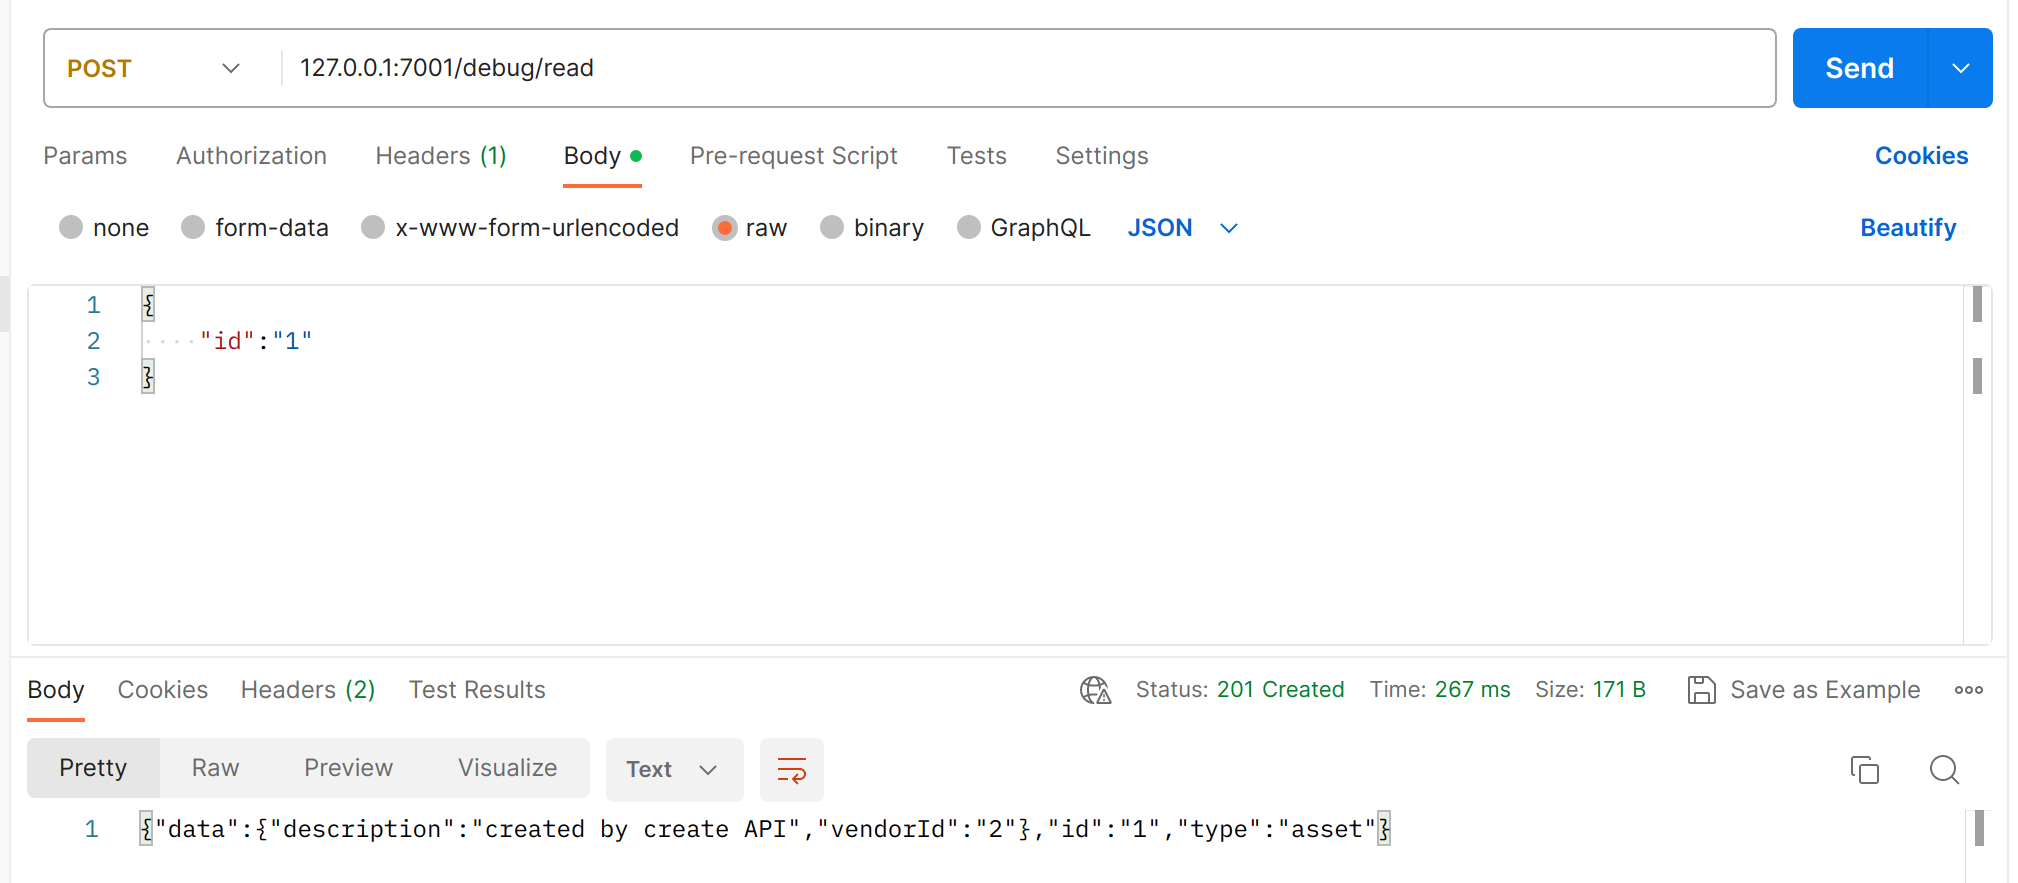 POST 127.0.0.1:7001/debug/read Send
Params Authorization Headers (1) Body Pre-request Script Tests Settings Cookies
none form-data x-www-form-urlencoded raw binary GraphQL JSON Beautify
1 {
2 ····"id":"1"
3 }
Body Cookies Headers (2) Test Results Status: 201 Created Time: 267 ms Size: 171 B Save as Example
Pretty Raw Preview Visualize Text
1 {"data":{"description":"created by create API","vendorId":"2"},"id":"1","type":"asset"}